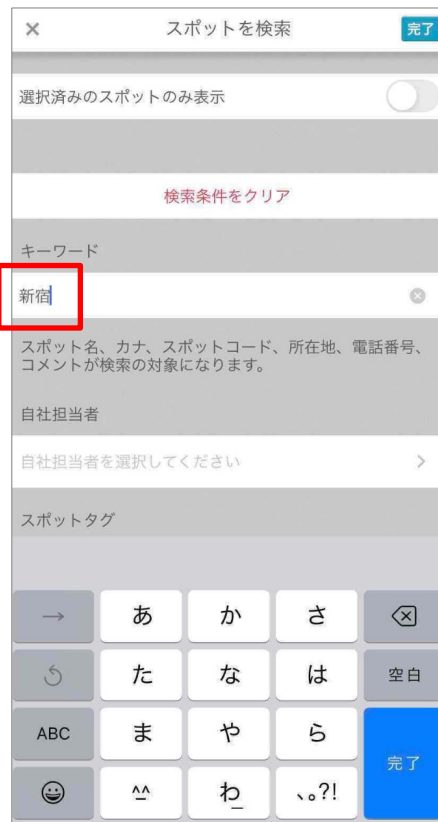 × スポットを検索 完了
選択済みのスポットのみ表示
検索条件をクリア
キーワード
新宿
スポット名、カナ、スポットコード、所在地、電話番号、
コメントが検索の対象になります。
自社担当者
自社担当者を選択してください >
スポットタグ
→ あ か さ
た な は 空白
ABC ま や ら
完了
^_^ わ 、。?!